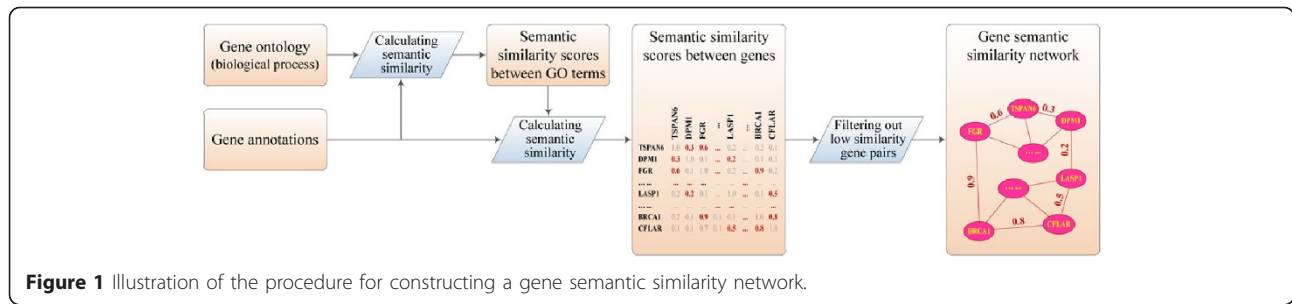 Gene ontology
(biological process)
Gene annotations
Calculating
semantic
similarity
Semantic
similarity scores
between GO terms
Calculating
semantic
similarity
Semantic similarity
scores between genes
TSPAN6 DPM1 FGR ... LASP1 ... BRCA1 CFLAR
TSPAN6 1.0 0.3 0.6 ... 0.2 ... 0.2 0.1
DPM1 0.3 1.0 0.1 ... 0.2 ... 0.1 0.1
FGR 0.6 0.1 1.0 ... 0.2 ... 0.9 0.2
...... ... ... ... ... ... ... ... ...
LASP1 0.2 0.2 0.1 ... 1.0 ... 0.1 0.5
...... ... ... ... ... ... ... ... ...
BRCA1 0.2 0.1 0.9 0.1 0.1 ... 1.0 0.8
CFLAR 0.1 0.1 0.7 0.1 0.5 ... 0.8 1.0
Filtering out
low similarity
gene pairs
Gene semantic
similarity network
TSPAN6
0.6
0.3
FGR
DPM1
......
0.2
0.9
......
LASP1
0.5
0.8
BRCA1
CFLAR
Figure 1 Illustration of the procedure for constructing a gene semantic similarity network.